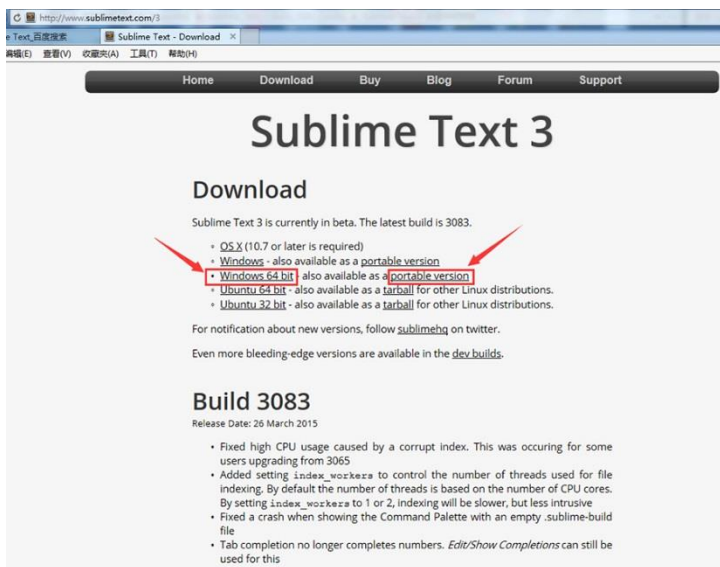 http://www.sublimetext.com/3
e Text_百度搜索 Sublime Text - Download ×
编辑(E) 查看(V) 收藏夹(A) 工具(T) 帮助(H)
Home Download Buy Blog Forum Support
Sublime Text 3
Download
Sublime Text 3 is currently in beta. The latest build is 3083.
◦ OS X (10.7 or later is required)
◦ Windows - also available as a portable version
• Windows 64 bit - also available as a portable version
◦ Ubuntu 64 bit - also available as a tarball for other Linux distributions.
◦ Ubuntu 32 bit - also available as a tarball for other Linux distributions.
For notification about new versions, follow sublimehq on twitter.
Even more bleeding-edge versions are available in the dev builds.
Build 3083
Release Date: 26 March 2015
• Fixed high CPU usage caused by a corrupt index. This was occuring for some
users upgrading from 3065
• Added setting index_workers to control the number of threads used for file
indexing. By default the number of threads is based on the number of CPU cores.
By setting index_workers to 1 or 2, indexing will be slower, but less intrusive
• Fixed a crash when showing the Command Palette with an empty .sublime-build
file
• Tab completion no longer completes numbers. Edit/Show Completions can still be
used for this